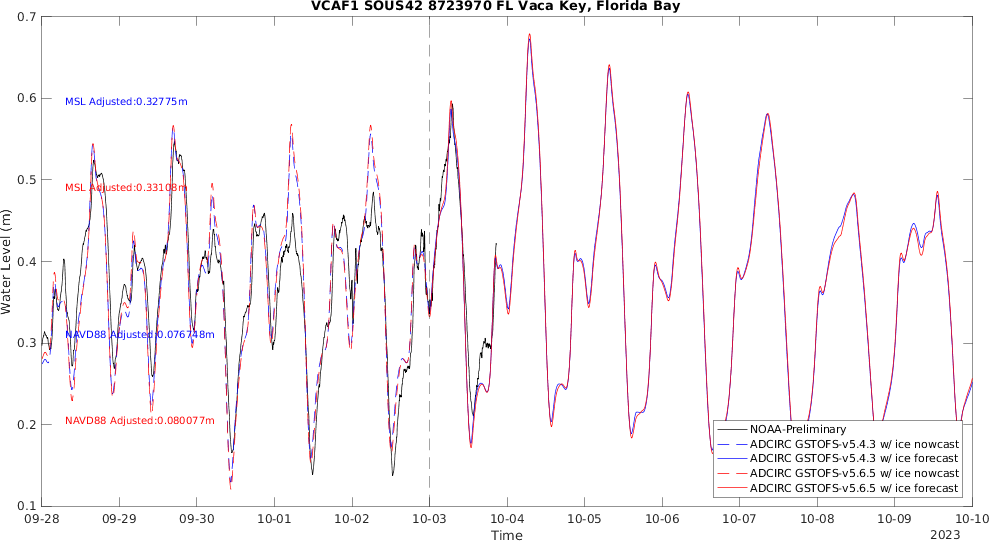 VCAF1 SOUS42 8723970 FL Vaca Key, Florida Bay
0.7
0.6
0.5
0.4
0.3
0.2
0.1
Water Level (m)
MSL Adjusted:0.32775m
MSL Adjusted:0.33108m
NAVD88 Adjusted:0.076748m
NAVD88 Adjusted:0.080077m
NOAA-Preliminary
ADCIRC GSTOFS-v5.4.3 w/ ice nowcast
ADCIRC GSTOFS-v5.4.3 w/ ice forecast
ADCIRC GSTOFS-v5.6.5 w/ ice nowcast
ADCIRC GSTOFS-v5.6.5 w/ ice forecast
09-28 09-29 09-30 10-01 10-02 10-03 10-04 10-05 10-06 10-07 10-08 10-09 10-10
Time
2023